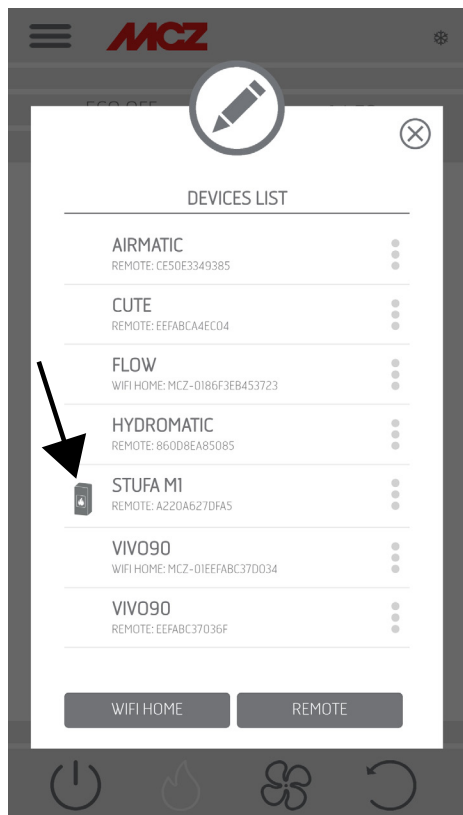 MCZ
DEVICES LIST
AIRMATIC
REMOTE: CE50E3349385
CUTE
REMOTE: EEFABCA4EC04
FLOW
WIFI HOME: MCZ-0186F3EB453723
HYDROMATIC
REMOTE: 860D8EA85085
STUFA M1
REMOTE: A220A627DFA5
VIVO90
WIFI HOME: MCZ-01EEFABC37D034
VIVO90
REMOTE: EEFABC37036F
WIFI HOME REMOTE